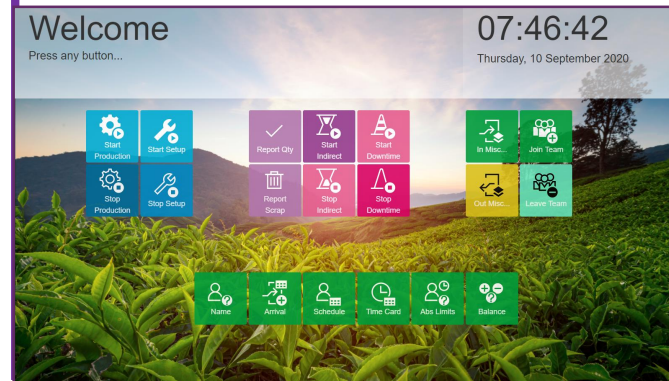 Welcome
Press any button...
07:46:42
Thursday, 10 September 2020
Start
Production
Start Setup
Report Qty
Start
Indirect
Start
Downtime
In Misc...
Join Team
Stop
Production
Stop Setup
Report
Scrap
Stop
Indirect
Stop
Downtime
Out Misc...
Leave Team
Name
Arrival
Schedule
Time Card
Abs Limits
Balance